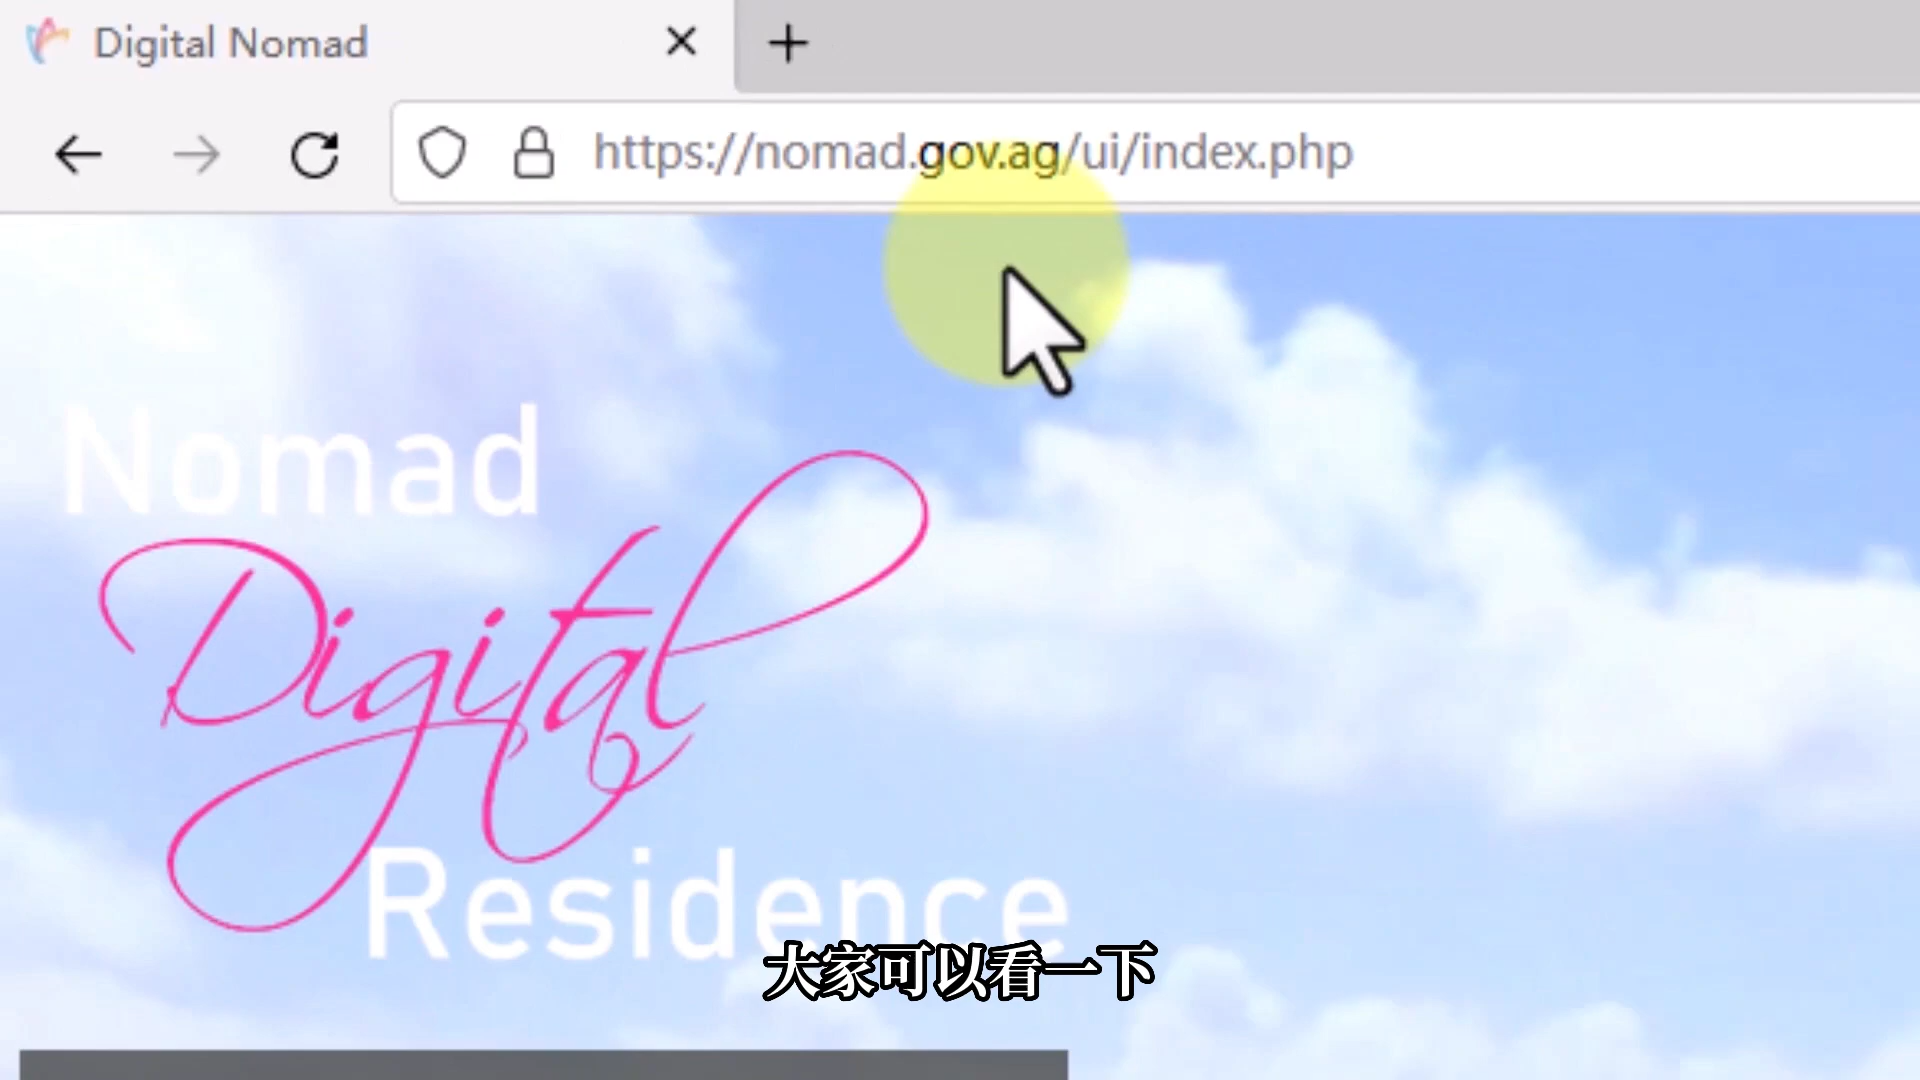 Digital Nomad
https://nomad.gov.ag/ui/index.php
Nomad
Digital
Residence
大家可以看一下